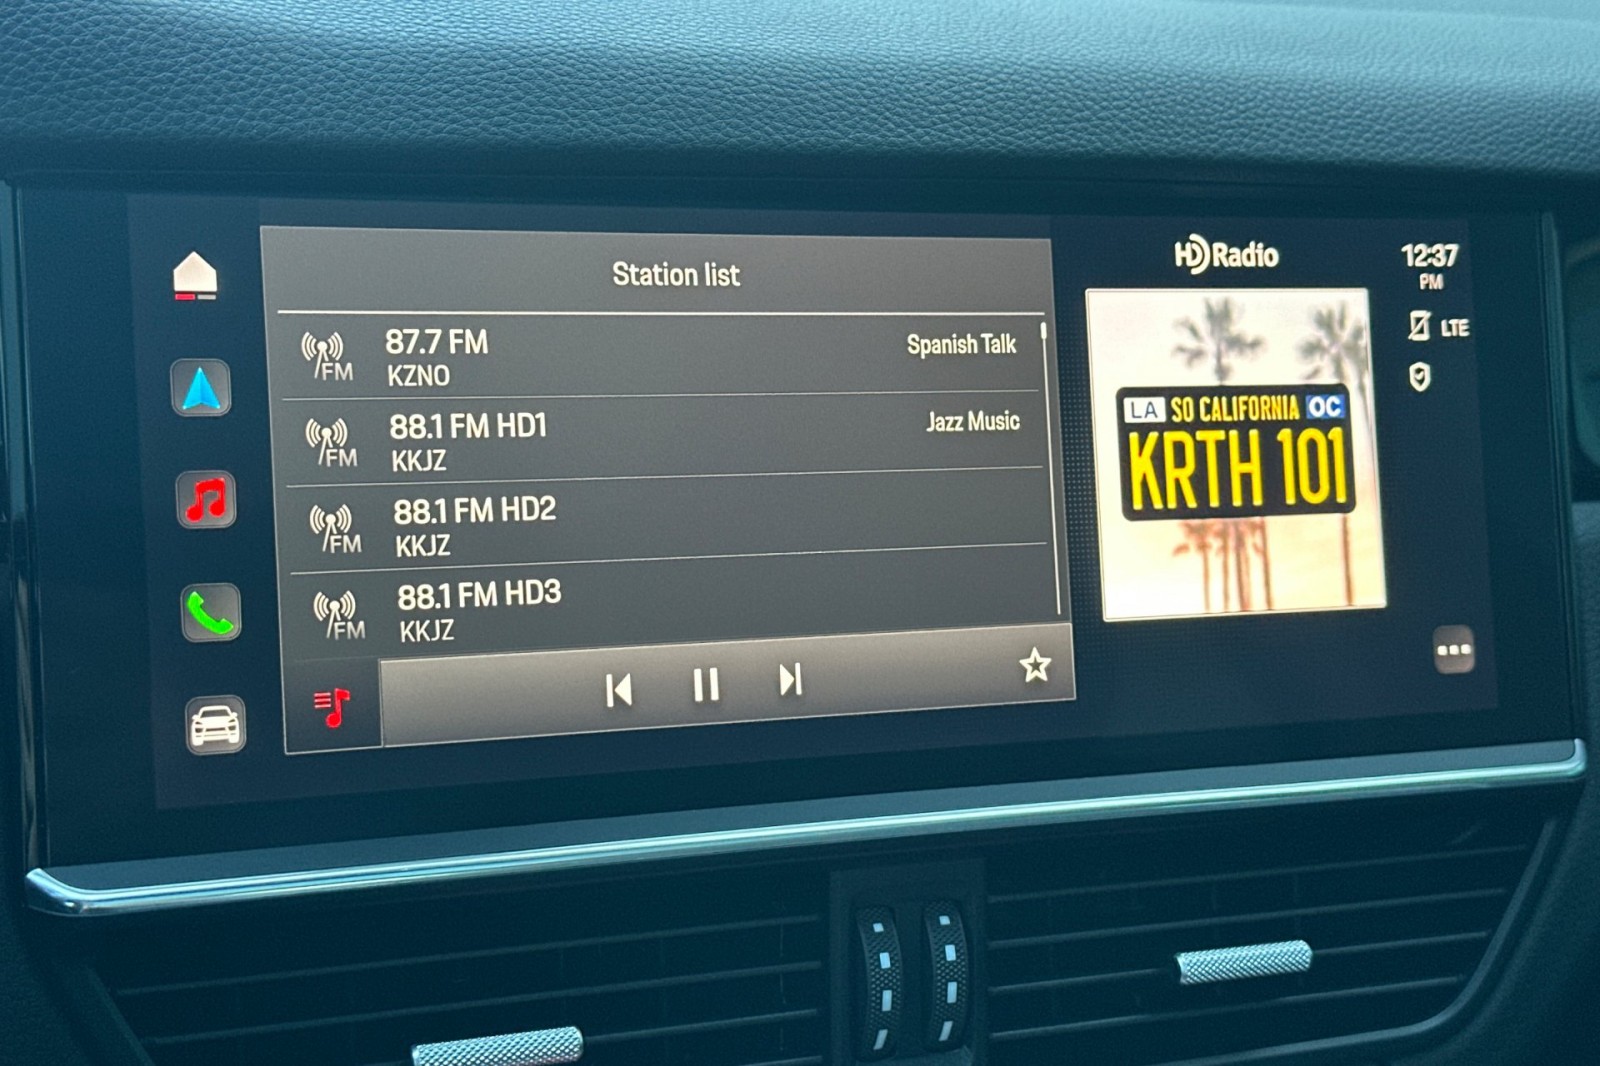 Station list
87.7 FM
KZNO
Spanish Talk
88.1 FM HD1
KKJZ
Jazz Music
88.1 FM HD2
KKJZ
88.1 FM HD3
KKJZ
FM
FM
FM
FM
HD Radio
LA SO CALIFORNIA OC
KRTH 101
12:37
PM
LTE